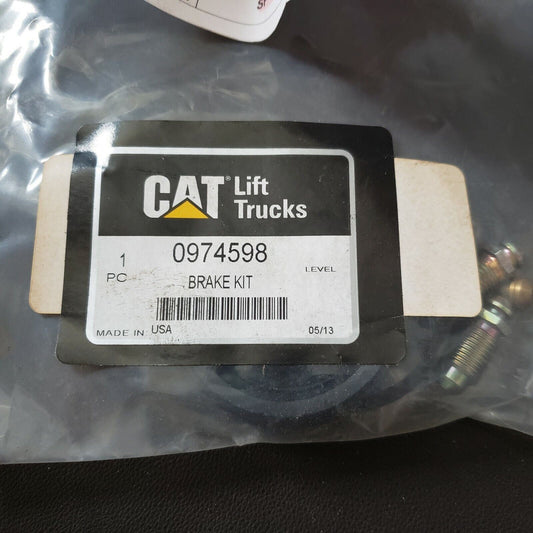 CAT® Lift
Trucks
1 0974598 LEVEL
PC BRAKE KIT
MADE IN USA 05/13